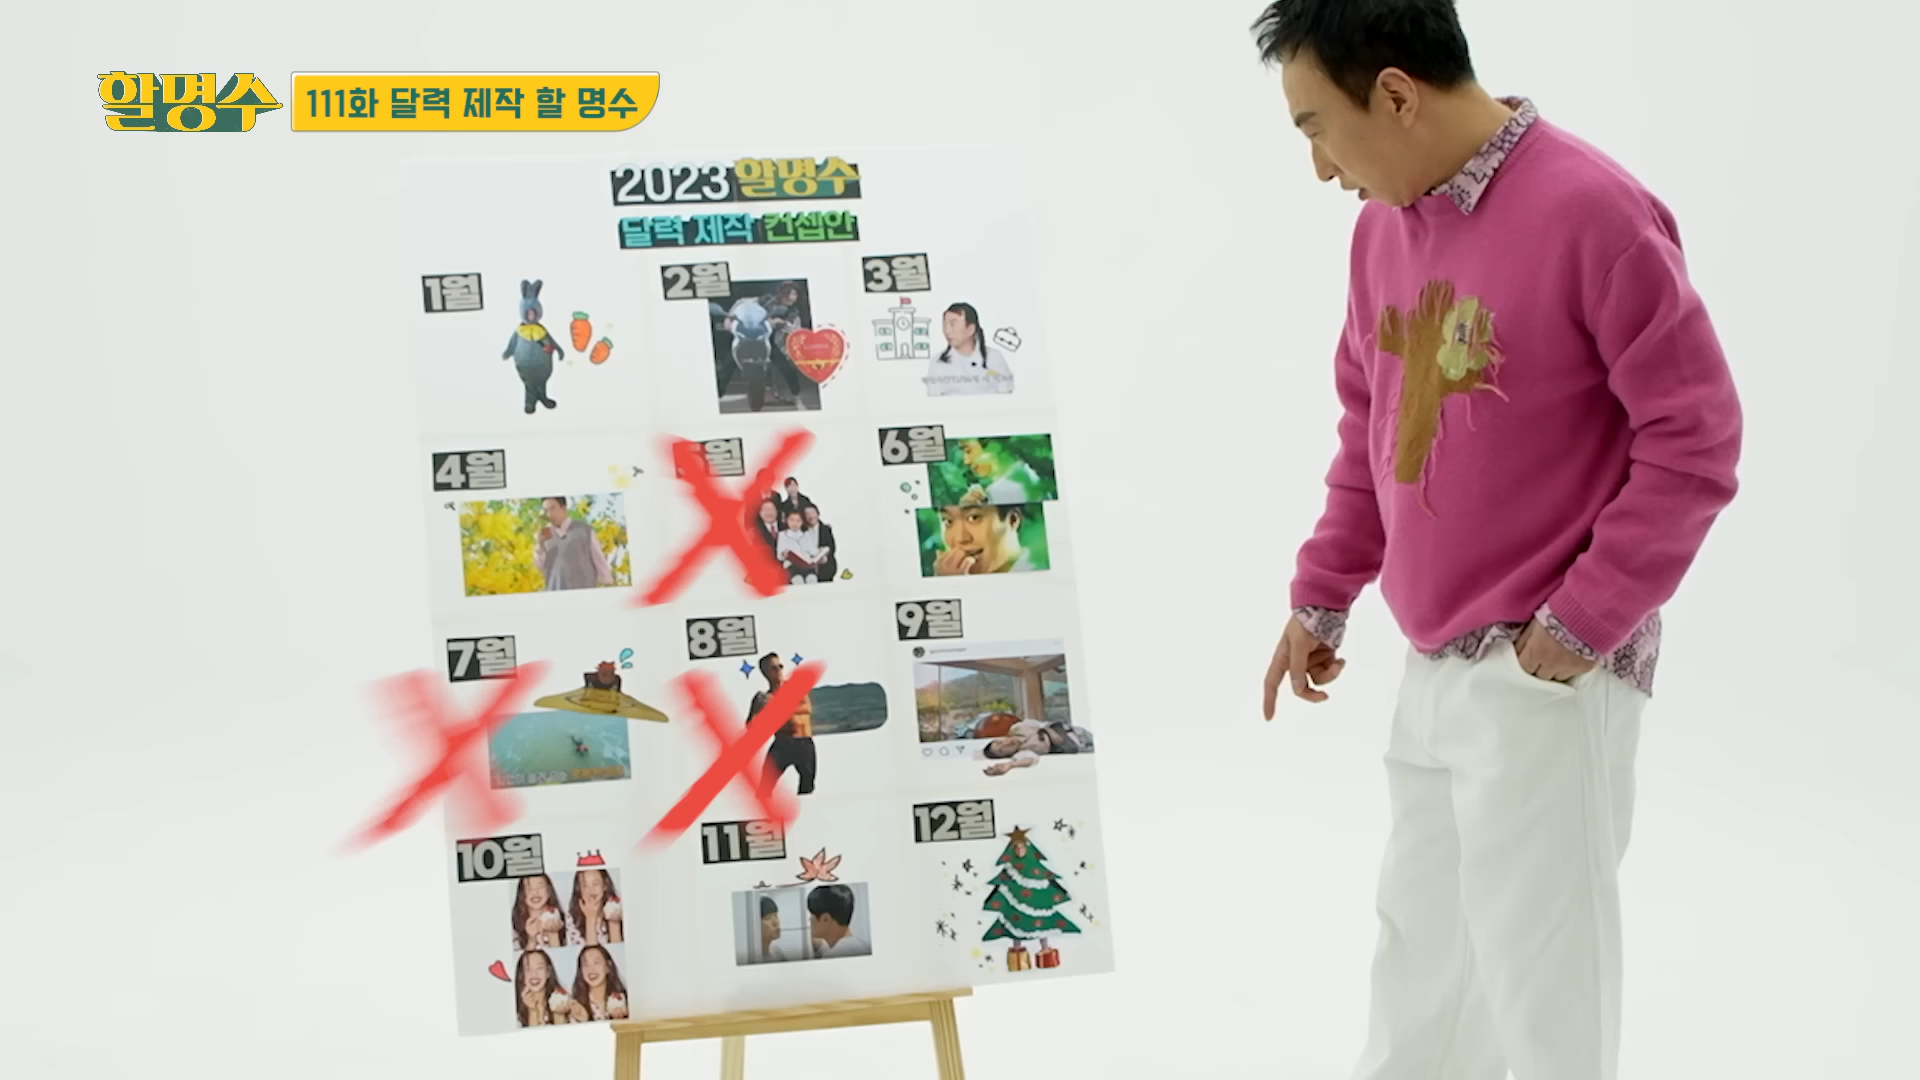 할명수
111화 달력 제작 할 명수
2023 할명수
달력 제작 컨셉안
1월
2월
3월
4월
월
6월
7월
8월
9월
10월
11월
12월